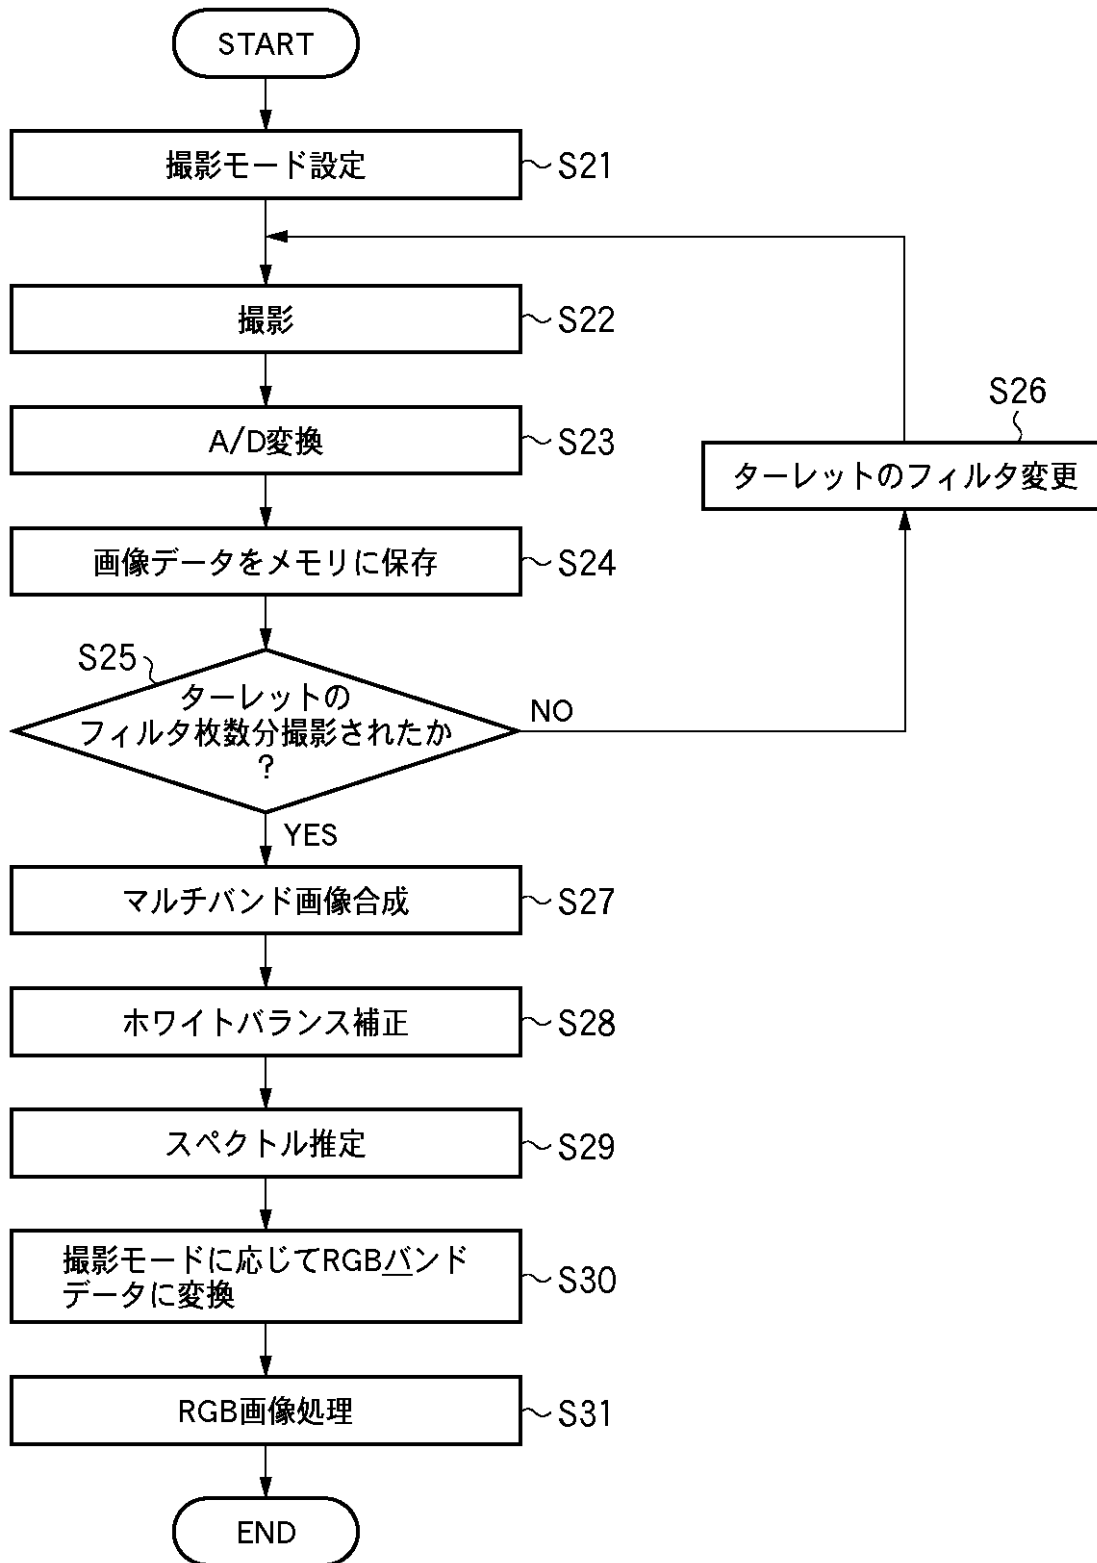 START
撮影モード設定
S21
撮影
S22
A/D変換
S23
S26
ターレットのフィルタ変更
画像データをメモリに保存
S24
S25
ターレットの
フィルタ枚数分撮影されたか
?
NO
YES
マルチバンド画像合成
S27
ホワイトバランス補正
S28
スペクトル推定
S29
撮影モードに応じてRGBバンド
データに変換
S30
RGB画像処理
S31
END